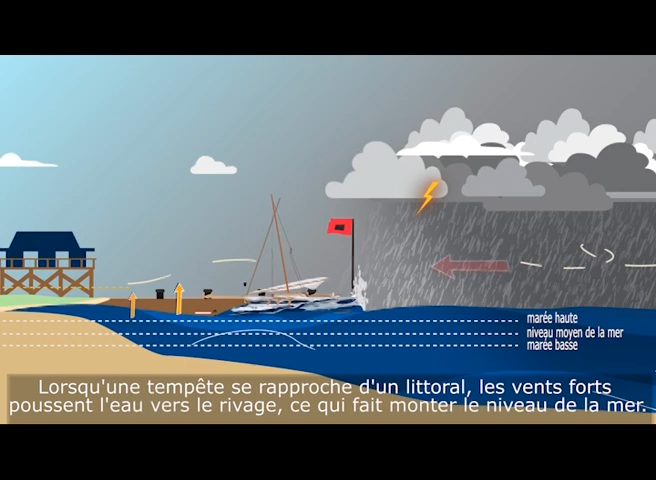 marée haute
niveau moyen de la mer
marée basse
Lorsqu'une tempête se rapproche d'un littoral, les vents forts
poussent l'eau vers le rivage, ce qui fait monter le niveau de la mer.